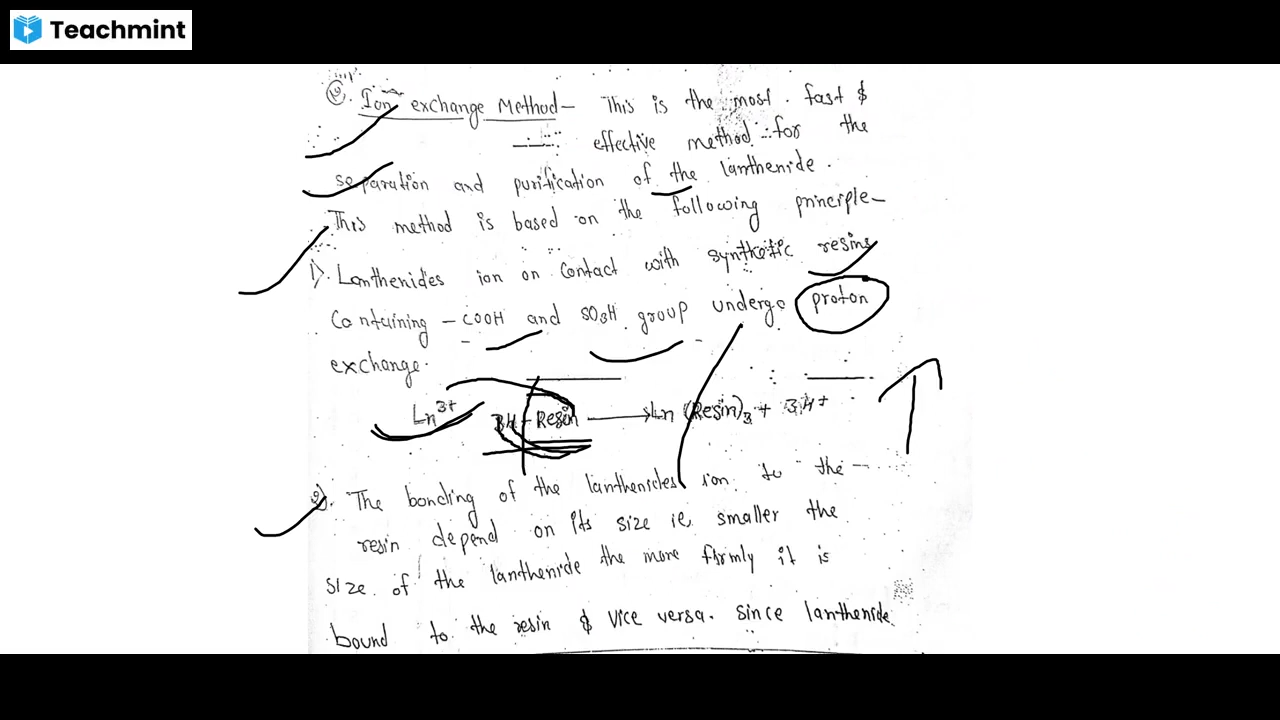 Teachmint
Ion exchange Method - This is the most fast &
effective method for the
separation and purification of the lanthenide.
This method is based on the following principle-
1). Lanthenides ion on contact with synthetic resins
Containing -COOH and SO3H group undergo proton
exchange.
Ln3+ 3H - Resin → Ln (Resin)3 + 3H+
2). The bonding of the lanthenides ion to the
resin depend on its size ie, smaller the
size of the lanthenide the more firmly it is
bound to the resin & vice versa. since lanthenide